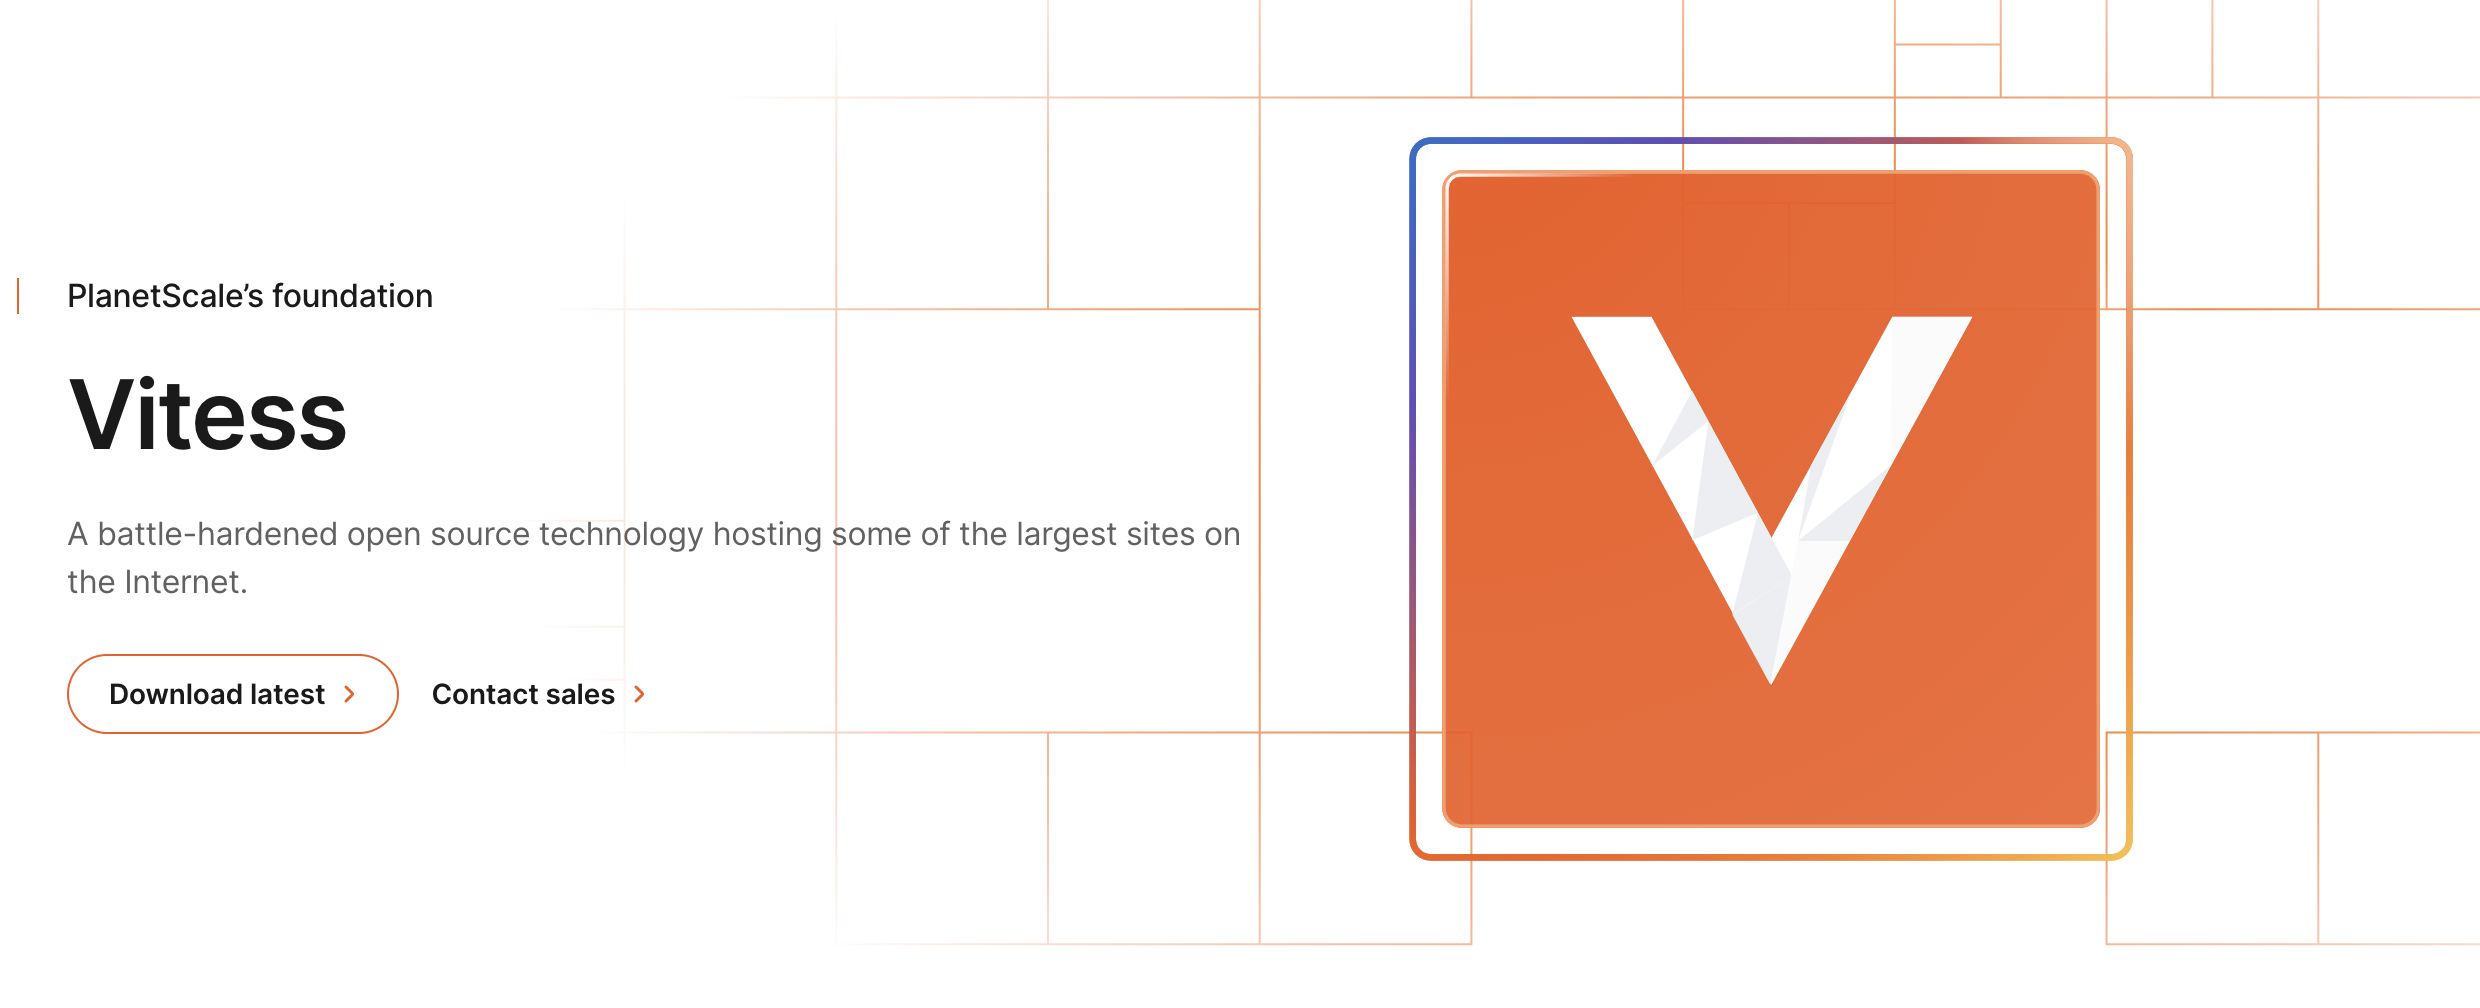 PlanetScale’s foundation
Vitess
A battle-hardened open source technology hosting some of the largest sites on
the Internet.
Download latest
Contact sales